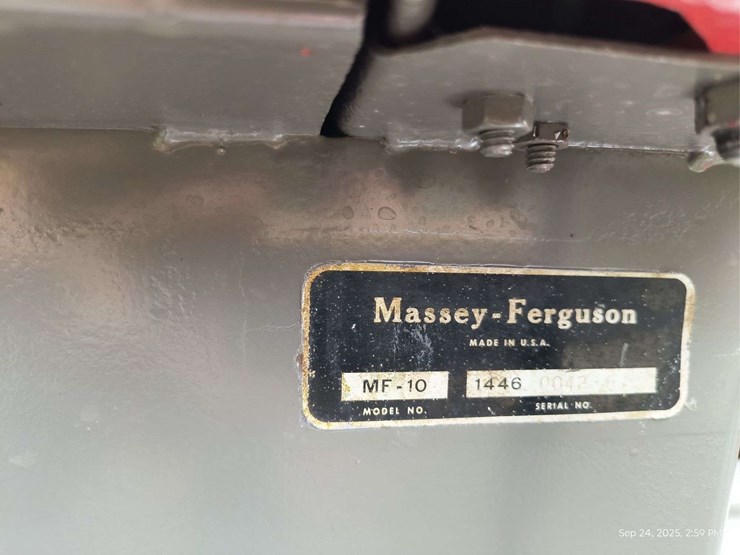 Massey-Ferguson
MADE IN U.S.A.
MF-10 1446
MODEL NO. SERIAL NO.
Sep 24, 2025, 2:59 PM